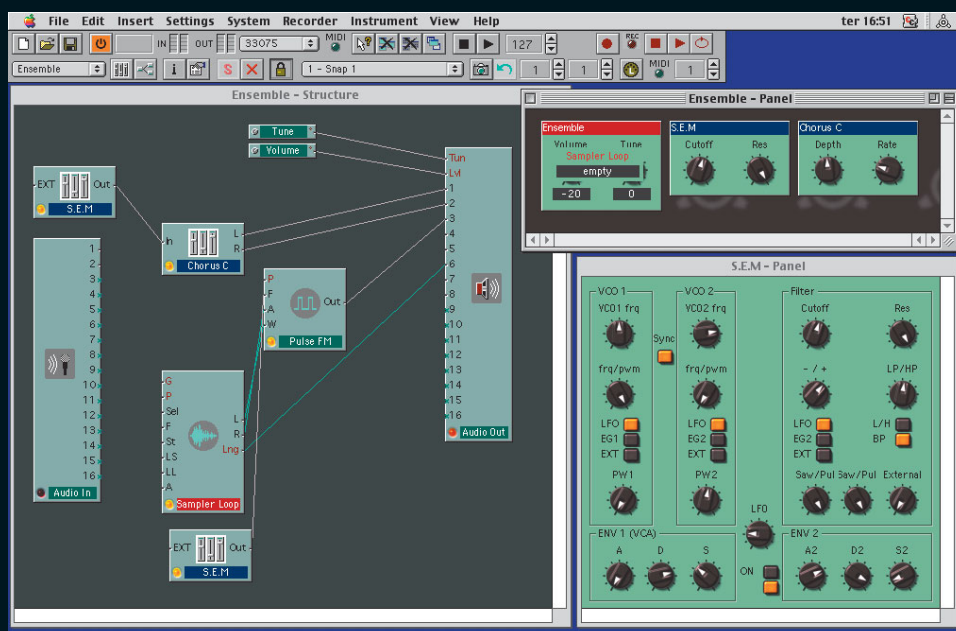 File Edit Insert Settings System Recorder Instrument View Help ter 16:51
IN OUT 33075 MIDI 127 REC
Ensemble i S 1 - Snap 1 1 1 MIDI 1
Ensemble - Structure
Tune
Volume
EXT Out
S.E.M
In L
R
Chorus C
P
F
A
W
Out
Pulse FM
Tun
Lvl
1
2
3
4
5
6
7
8
9
10
11
12
13
14
15
16
Audio Out
1
2
3
4
5
6
7
8
9
10
11
12
13
14
15
16
Audio In
G
P
Sel
F
St
LS
LL
A
L
R
Lng
Sampler Loop
EXT Out
S.E.M
Ensemble - Panel
Ensemble
Volume Tune
Sampler Loop
empty
-20 0
S.E.M
Cutoff Res
Chorus C
Depth Rate
S.E.M - Panel
VCO 1
VCO1 frq
frq/pwm
LFO
EG1
EXT
PW1
Sync
VCO 2
VCO2 frq
frq/pwm
LFO
EG2
EXT
PW2
Filter
Cutoff Res
- / + LP/HP
LFO L/H
EG2 BP
EXT
Saw/Pul Saw/Pul External
LFO
ENV 1 (VCA)
A D S
ON
ENV 2
A2 D2 S2